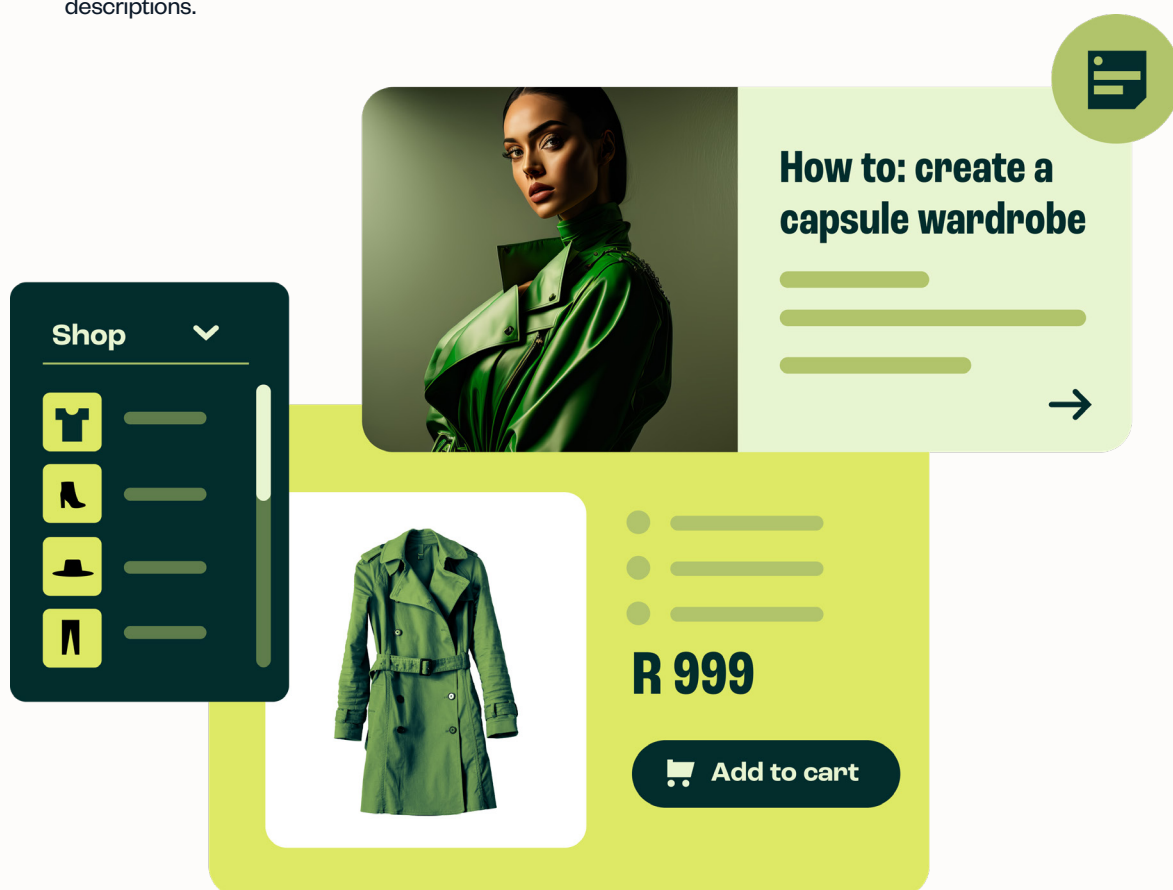 descriptions.
How to: create a
capsule wardrobe
Shop
R 999
Add to cart